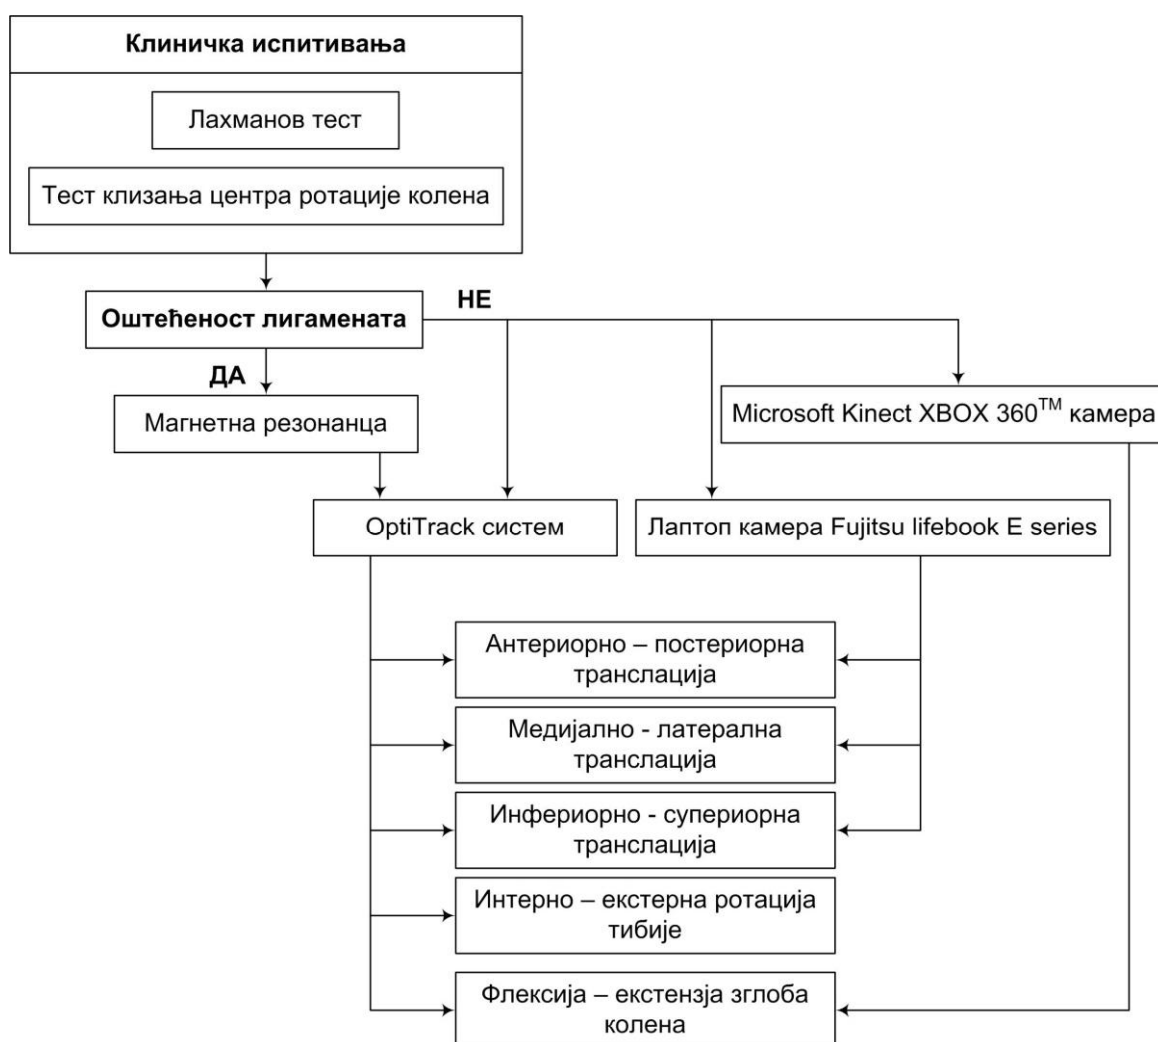 Клиничка испитивања
Лахманов тест
Тест клизања центра ротације колена
Оштећеност лигамената
НЕ
ДА
Магнетна резонанца
Microsoft Kinect XBOX 360TM камера
OptiTrack систем
Лаптоп камера Fujitsu lifebook E series
Антериорно – постериорна
транслација
Медијално - латерална
транслација
Инфериорно - супериорна
транслација
Интерно – екстерна ротација
тибије
Флексија – екстензја зглоба
колена